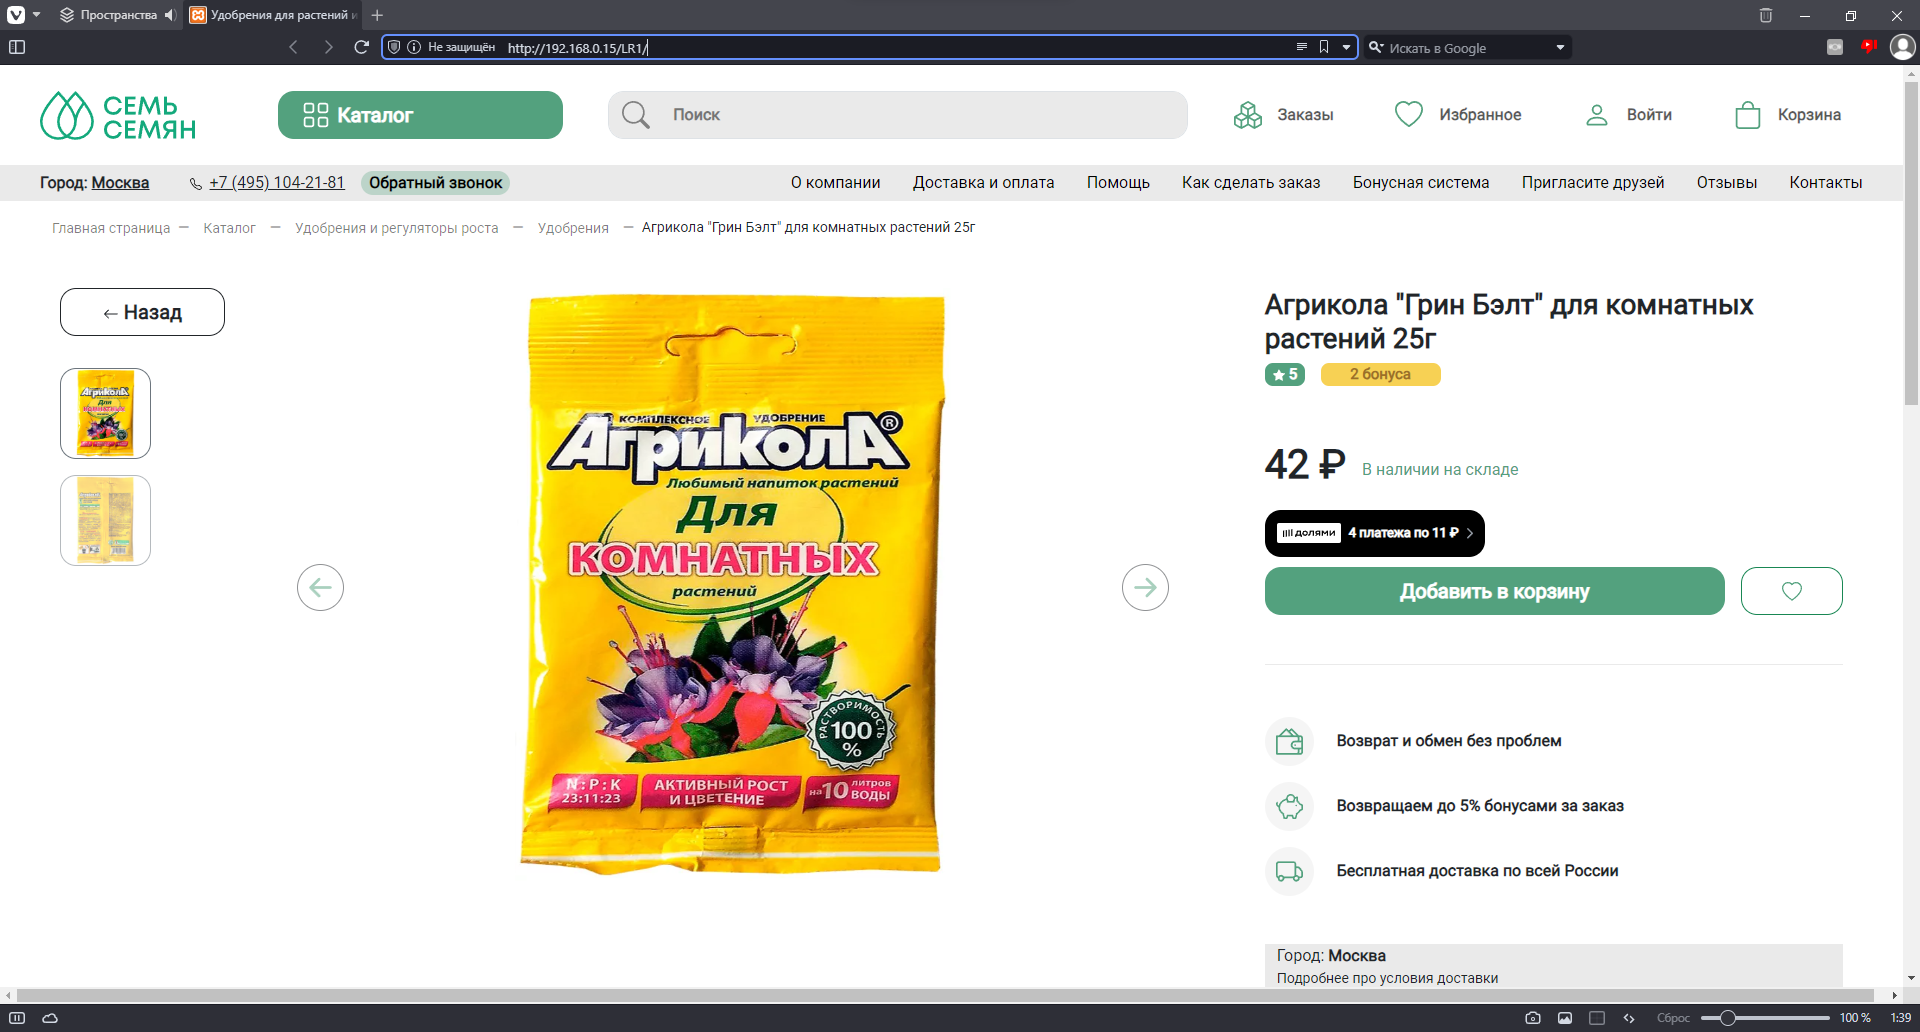 Пространства
Удобрения для растений и
Не защищён
http://192.168.0.15/LR1/
Искать в Google
СЕМЬ
СЕМЯН
Каталог
Поиск
Заказы
Избранное
Войти
Корзина
Город: Москва
+7 (495) 104-21-81
Обратный звонок
О компании
Доставка и оплата
Помощь
Как сделать заказ
Бонусная система
Пригласите друзей
Отзывы
Контакты
Главная страница — Каталог — Удобрения и регуляторы роста — Удобрения — Агрикола "Грин Бэлт" для комнатных растений 25г
← Назад
КОМПЛЕКСНОЕ УДОБРЕНИЕ
АгриколА®
Любимый напиток растений
Для
КОМНАТНЫХ
растений
РАСТВОРИМОСТЬ
100
%
N:P:K
23:11:23
АКТИВНЫЙ РОСТ
И ЦВЕТЕНИЕ
на 10 литров
ВОДЫ
Агрикола "Грин Бэлт" для комнатных
растений 25г
5
2 бонуса
42 ₽
В наличии на складе
долями
4 платежа по 11 ₽
Добавить в корзину
Возврат и обмен без проблем
Возвращаем до 5% бонусами за заказ
Бесплатная доставка по всей России
Город: Москва
Подробнее про условия доставки
Сброс
100 %
1:39